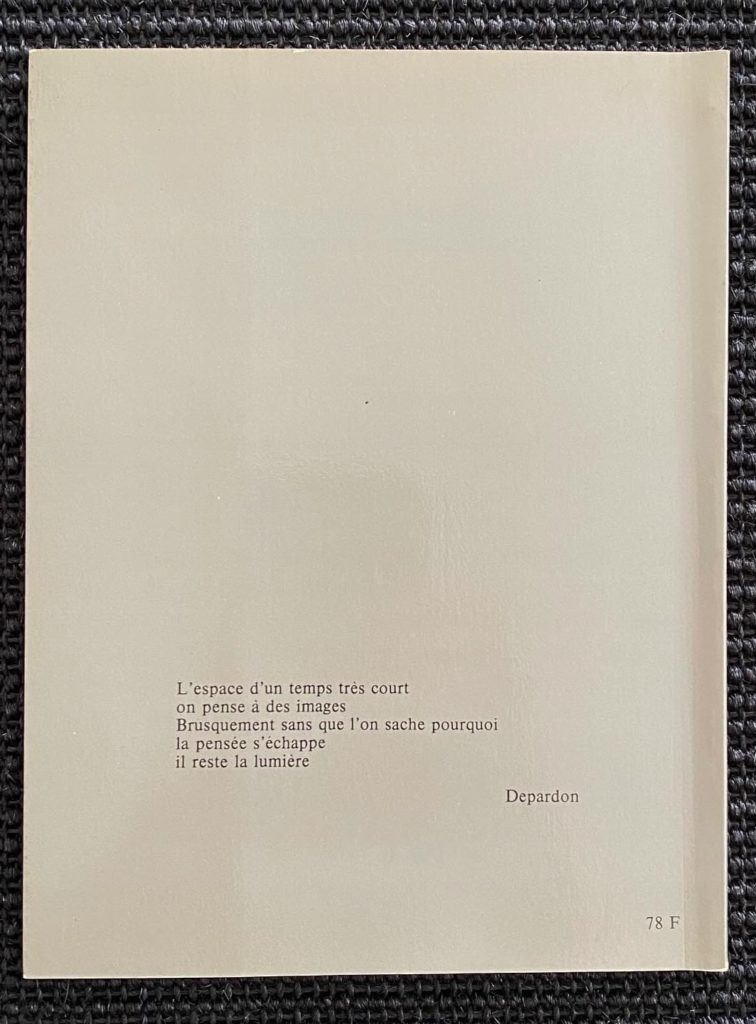 L'espace d'un temps très court
on pense à des images
Brusquement sans que l'on sache pourquoi
la pensée s'échappe
il reste la lumière
Depardon
78 F